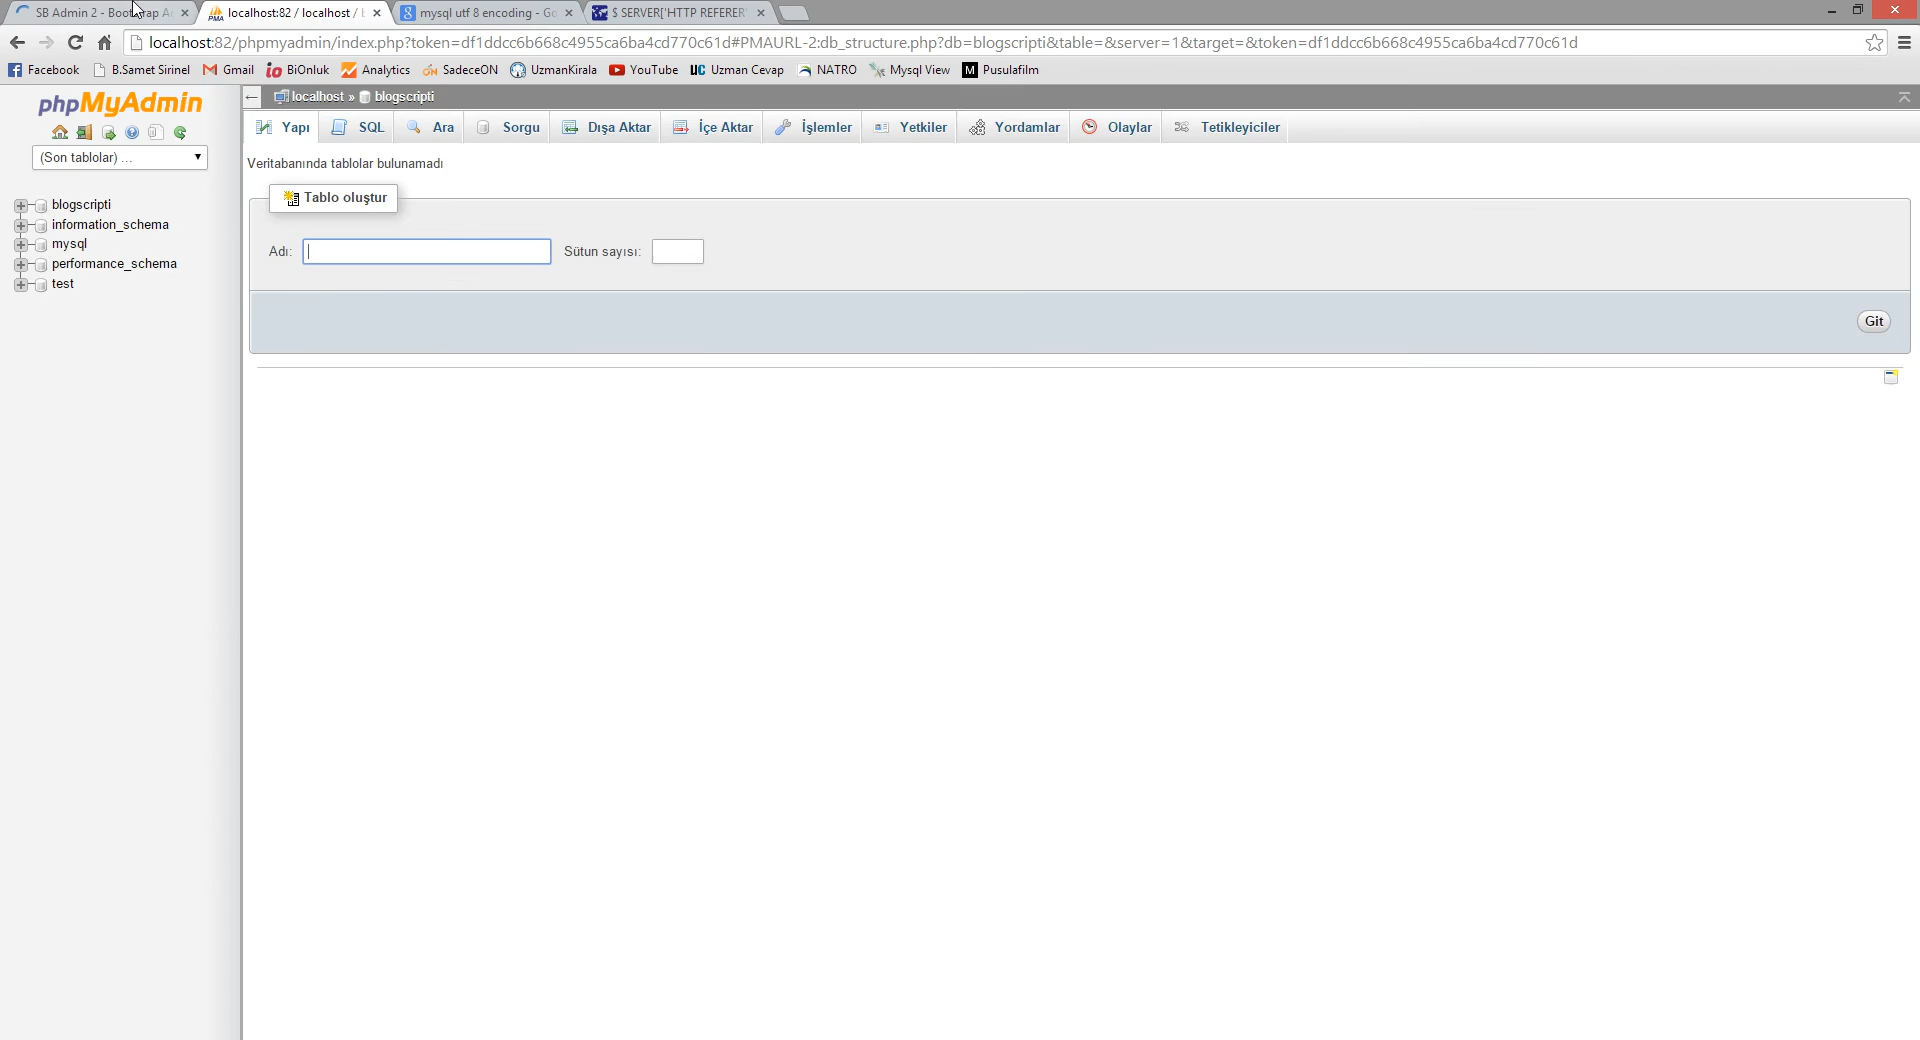 SB Admin 2 - Bootstrap Ad
localhost:82 / localhost / b
mysql utf 8 encoding - Go
$ SERVER['HTTP REFERER'
localhost:82/phpmyadmin/index.php?token=df1ddcc6b668c4955ca6ba4cd770c61d#PMAURL-2:db_structure.php?db=blogscripti&table=&server=1&target=&token=df1ddcc6b668c4955ca6ba4cd770c61d
Facebook
B.Samet Sirinel
Gmail
BiOnluk
Analytics
SadeceON
UzmanKirala
YouTube
Uzman Cevap
NATRO
Mysql View
Pusulafilm
phpMyAdmin
(Son tablolar) ...
blogscripti
information_schema
mysql
performance_schema
test
localhost » blogscripti
Yapı
SQL
Ara
Sorgu
Dışa Aktar
İçe Aktar
İşlemler
Yetkiler
Yordamlar
Olaylar
Tetikleyiciler
Veritabanında tablolar bulunamadı
Tablo oluştur
Adı:
Sütun sayısı:
Git